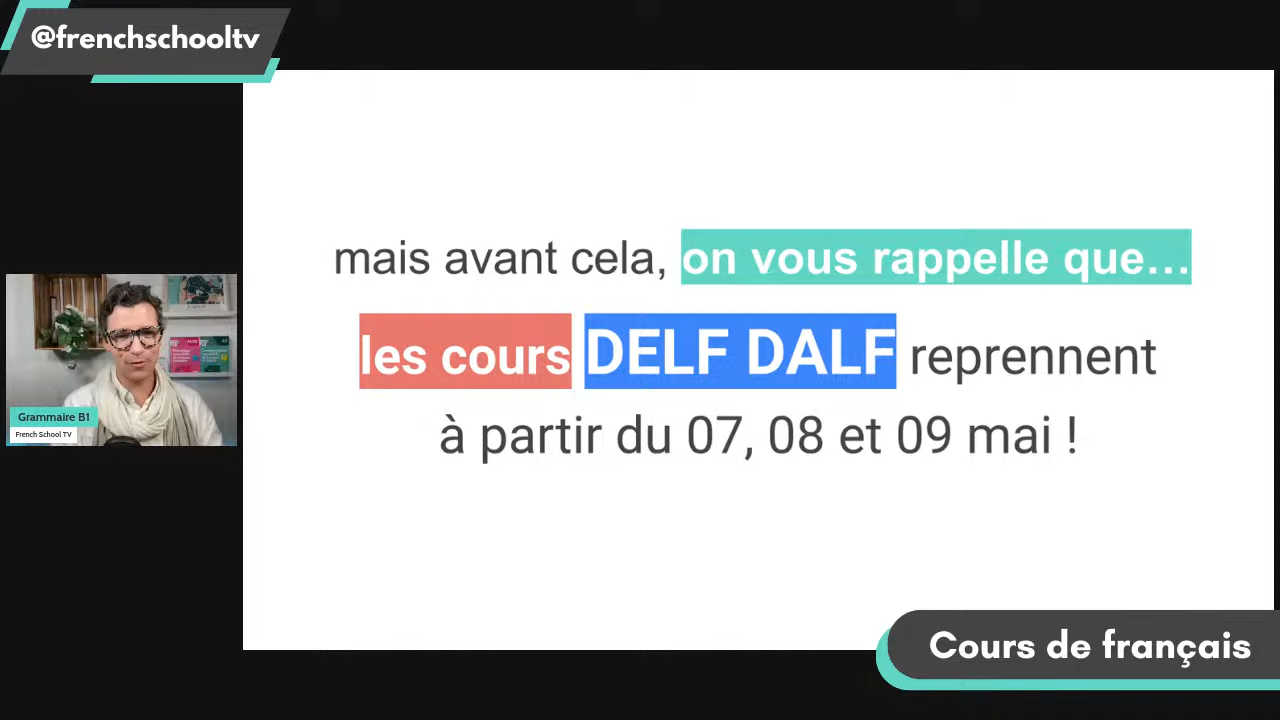 @frenchschooltv
mais avant cela, on vous rappelle que...
les cours DELF DALF reprennent
à partir du 07, 08 et 09 mai !
Grammaire B1
French School TV
Cours de français